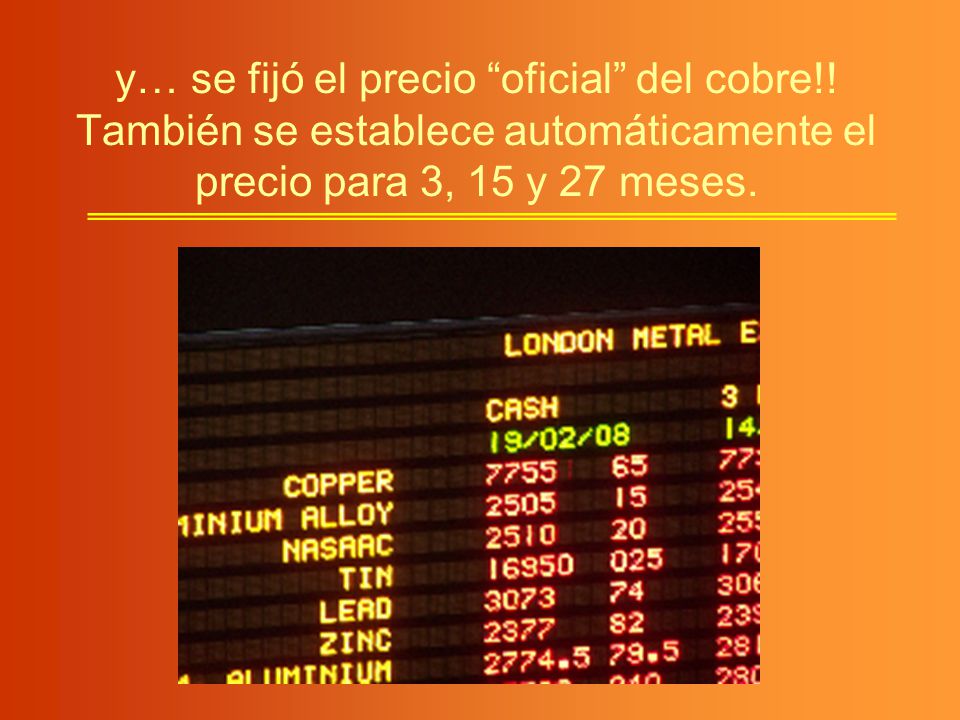 y… se fijó el precio “oficial” del cobre!!
También se establece automáticamente el
precio para 3, 15 y 27 meses.
LONDON METAL
CASH 3
19/02/08 14
COPPER 7755 65
MINIUM ALLOY 2505 15
NASAAC 2510 20
TIN 16950 025
LEAD 3073 74
ZINC 2377 82
ALUMINIUM 2774.5 79.5